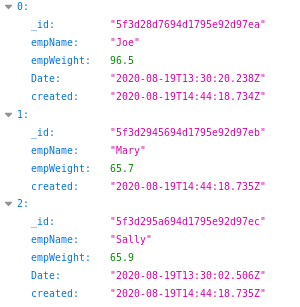 0:
_id: "5f3d28d7694d1795e92d97ea"
empName: "Joe"
empWeight: 96.5
Date: "2020-08-19T13:30:20.238Z"
created: "2020-08-19T14:44:18.734Z"
1:
_id: "5f3d2945694d1795e92d97eb"
empName: "Mary"
empWeight: 65.7
created: "2020-08-19T14:44:18.735Z"
2:
_id: "5f3d295a694d1795e92d97ec"
empName: "Sally"
empWeight: 65.9
Date: "2020-08-19T13:30:02.506Z"
created: "2020-08-19T14:44:18.735Z"